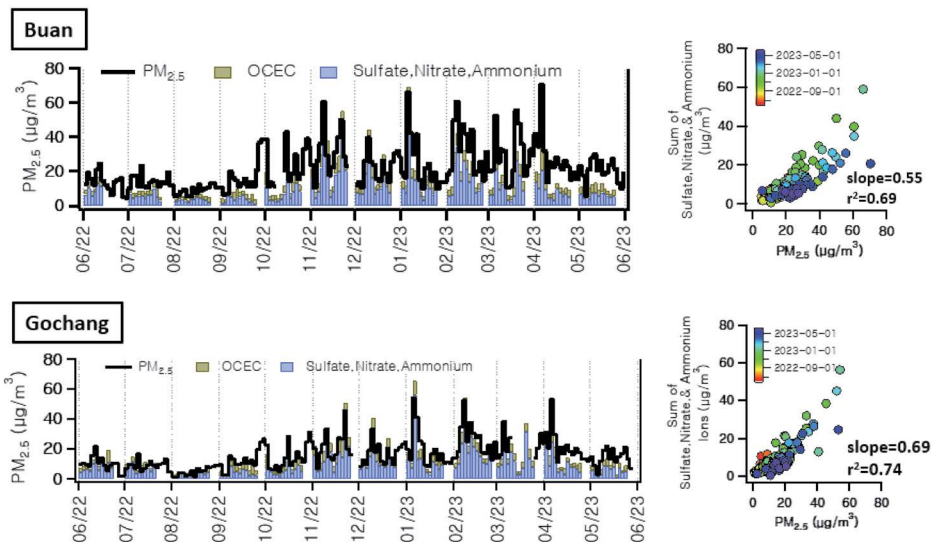 Buan
PM2.5 OCEC Sulfate,Nitrate,Ammonium
PM2.5 (μg/m³)
80
60
40
20
0
06/22 07/22 08/22 09/22 10/22 11/22 12/22 01/23 02/23 03/23 04/23 05/23 06/23
Sum of
Sulfate,Nitrate,& Ammonium
(μg/m³)
80
60
40
20
0
2023-05-01
2023-01-01
2022-09-01
slope=0.55
r²=0.69
0 20 40 60 80
PM2.5 (μg/m³)
Gochang
PM2.5 OCEC Sulfate,Nitrate,Ammonium
PM2.5 (μg/m³)
80
60
40
20
0
06/22 07/22 08/22 09/22 10/22 11/22 12/22 01/23 02/23 03/23 04/23 05/23 06/23
Sum of
Sulfate,Nitrate,& Ammonium
Ions (μg/m³)
80
60
40
20
0
2023-05-01
2023-01-01
2022-09-01
slope=0.69
r²=0.74
0 20 40 60 80
PM2.5 (μg/m³)